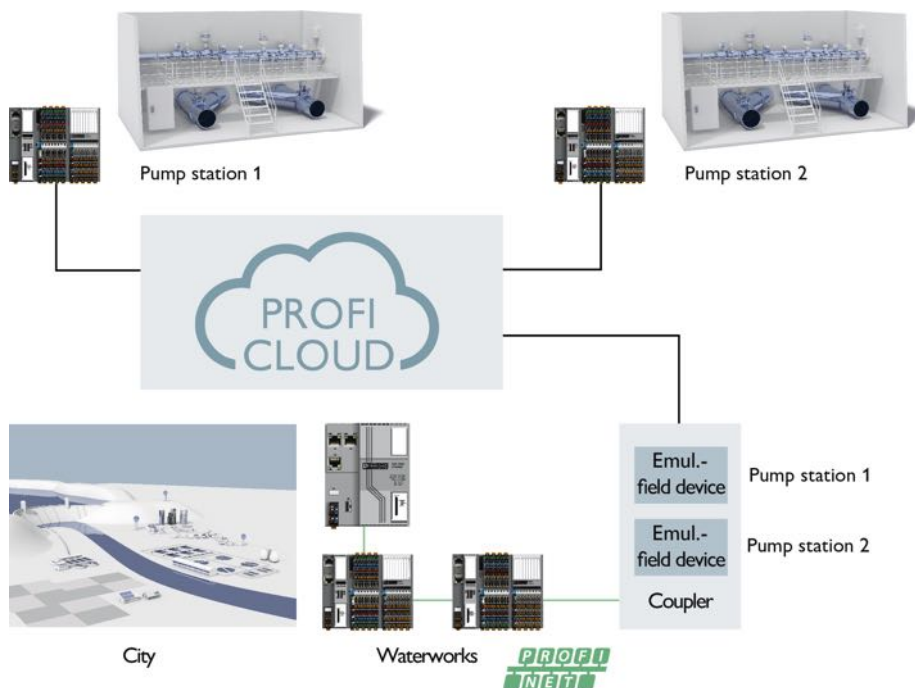 Pump station 1
Pump station 2
PROFI
CLOUD
Emul.-
field device
Pump station 1
Emul.-
field device
Pump station 2
Coupler
City
Waterworks
PROFI
NET